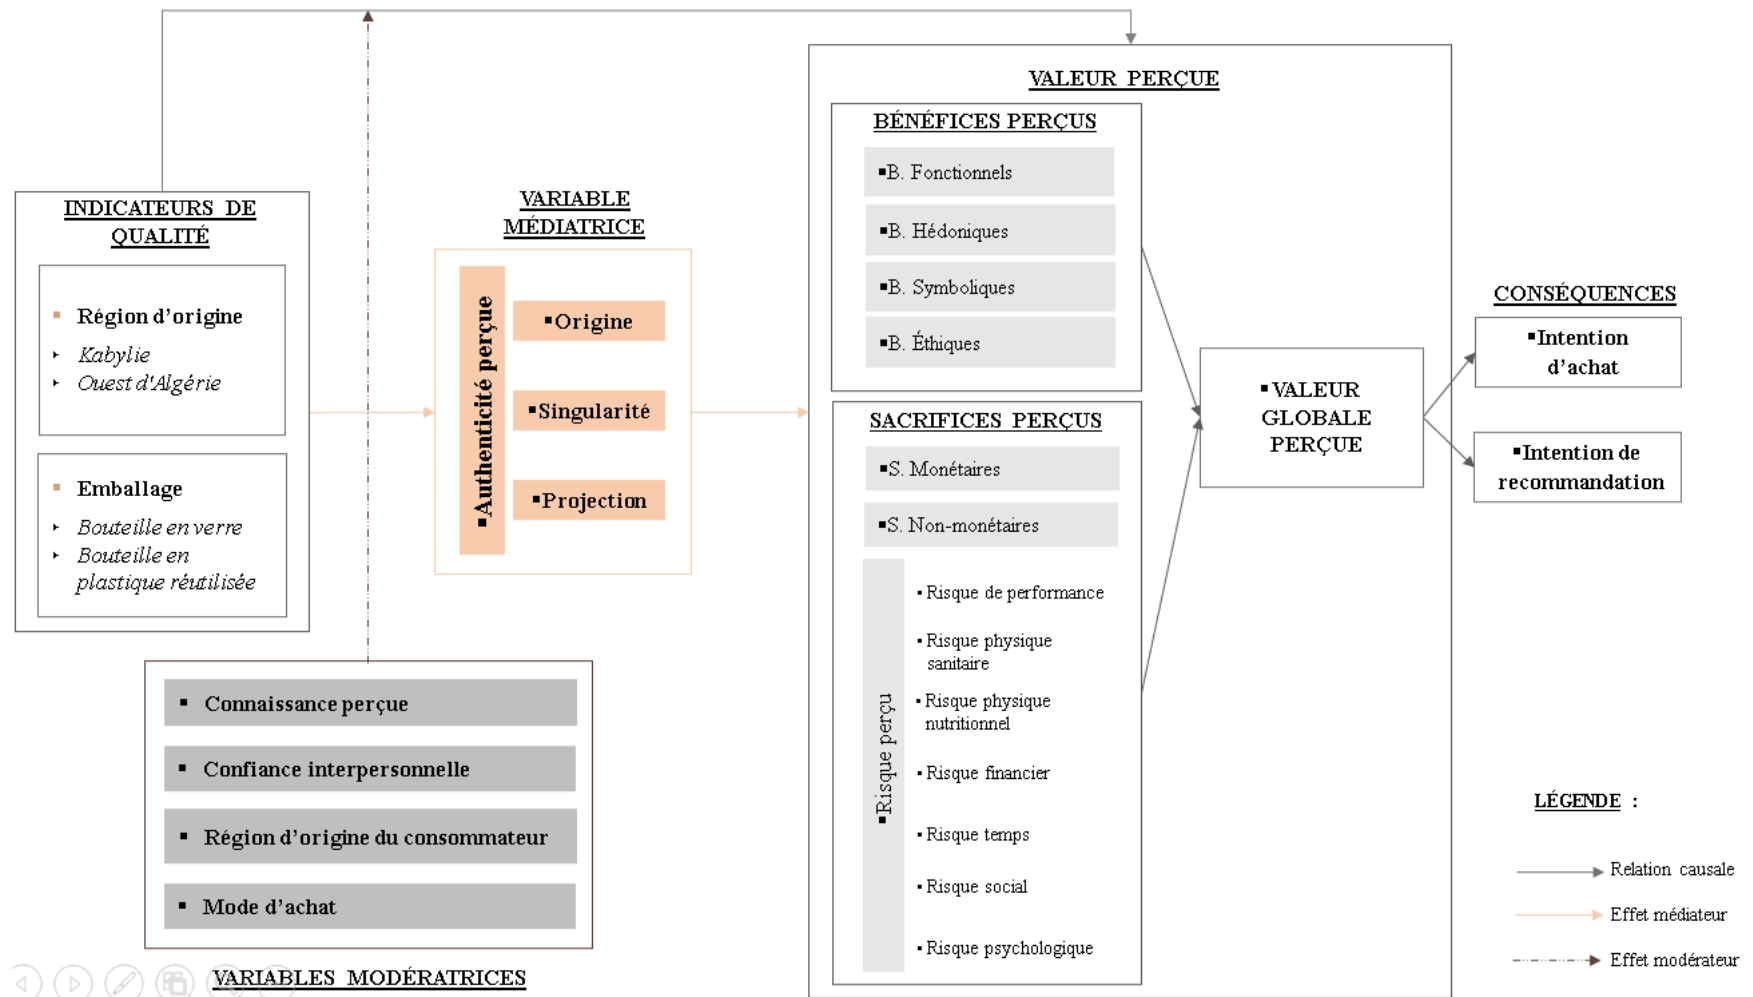 INDICATEURS DE
QUALITÉ
Région d'origine
Kabylie
Ouest d'Algérie
Emballage
Bouteille en verre
Bouteille en
plastique réutilisée
VARIABLE
MÉDIATRICE
Authenticité perçue
Origine
Singularité
Projection
Connaissance perçue
Confiance interpersonnelle
Région d'origine du consommateur
Mode d'achat
VARIABLES MODÉRATRICES
VALEUR PERÇUE
BÉNÉFICES PERÇUS
B. Fonctionnels
B. Hédoniques
B. Symboliques
B. Éthiques
SACRIFICES PERÇUS
S. Monétaires
S. Non-monétaires
Risque perçu
Risque de performance
Risque physique
sanitaire
Risque physique
nutritionnel
Risque financier
Risque temps
Risque social
Risque psychologique
VALEUR
GLOBALE
PERÇUE
CONSÉQUENCES
Intention
d'achat
Intention de
recommandation
LÉGENDE :
Relation causale
Effet médiateur
Effet modérateur